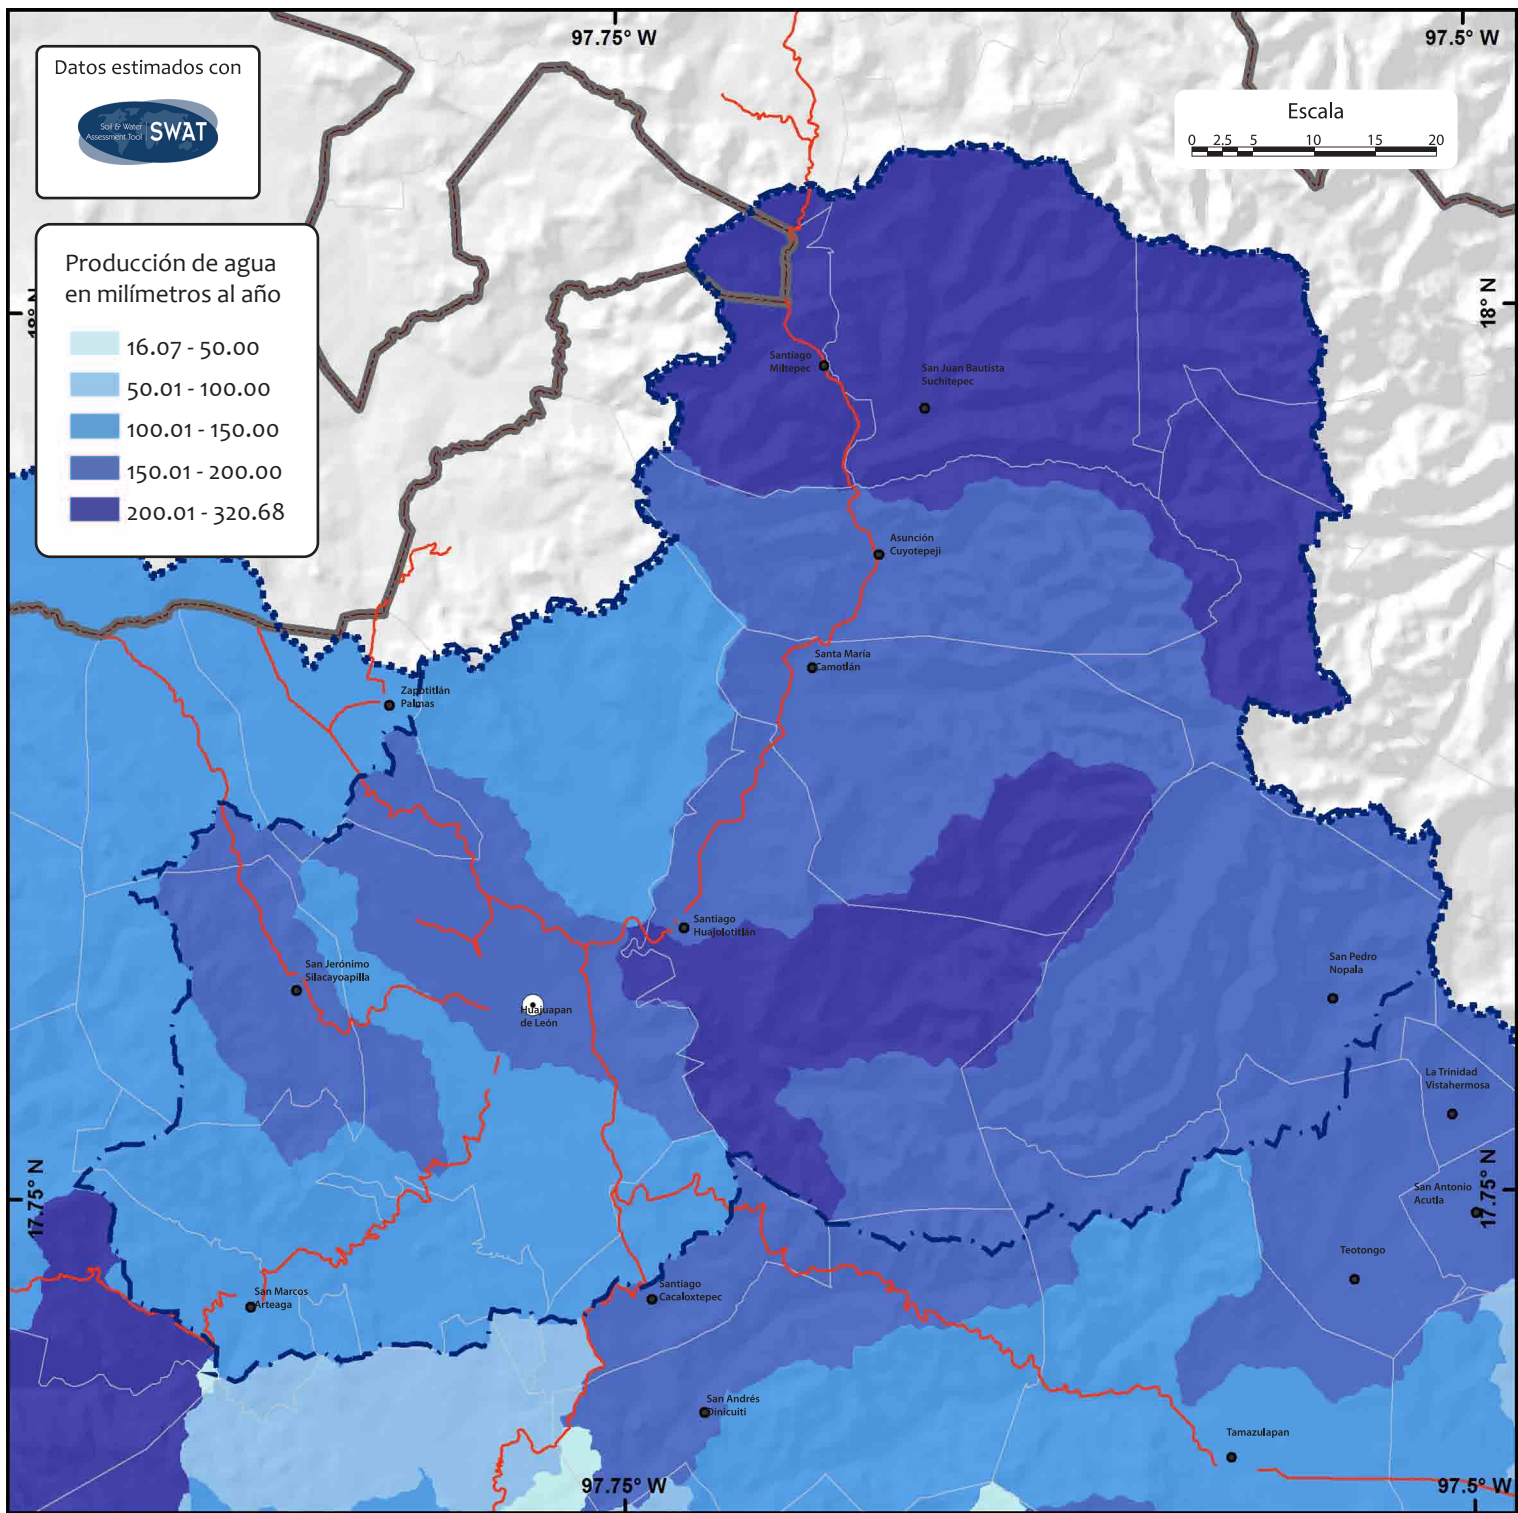 97.75° W
97.5° W
Datos estimados con
Soil & Water
Assessment Tool
SWAT
Escala
0 2.5 5 10 15 20
Producción de agua
en milímetros al año
16.07 - 50.00
50.01 - 100.00
100.01 - 150.00
150.01 - 200.00
200.01 - 320.68
18° N
18° N
Santiago
Miltepec
San Juan Bautista
Suchitepec
Asunción
Cuyotepeji
Santa María
Camotlán
Zapotitlán
Palmas
Santiago
Huajolotitlán
San Jerónimo
Silacayoapilla
Huajuapan
de León
San Pedro
Nopala
La Trinidad
Vistahermosa
San Antonio
Acutla
17.75° N
17.75° N
Teotongo
San Marcos
Arteaga
Santiago
Cacaloxtepec
San Andrés
Dinicuiti
Tamazulapan
97.75° W
97.5° W